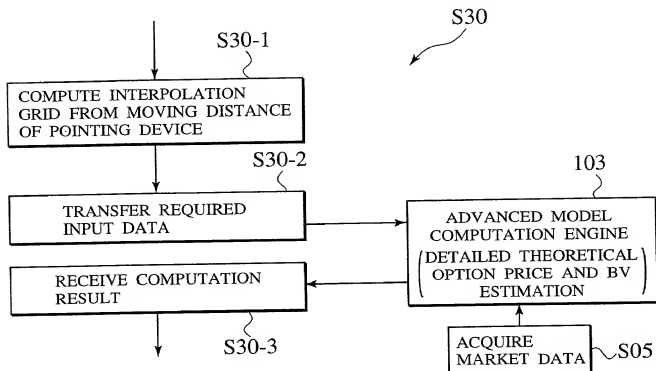 S30
S30-1
COMPUTE INTERPOLATION
GRID FROM MOVING DISTANCE
OF POINTING DEVICE
S30-2
TRANSFER REQUIRED
INPUT DATA
103
ADVANCED MODEL
COMPUTATION ENGINE
(DETAILED THEORETICAL
OPTION PRICE AND BV
ESTIMATION)
RECEIVE COMPUTATION
RESULT
S30-3
ACQUIRE
MARKET DATA
S05